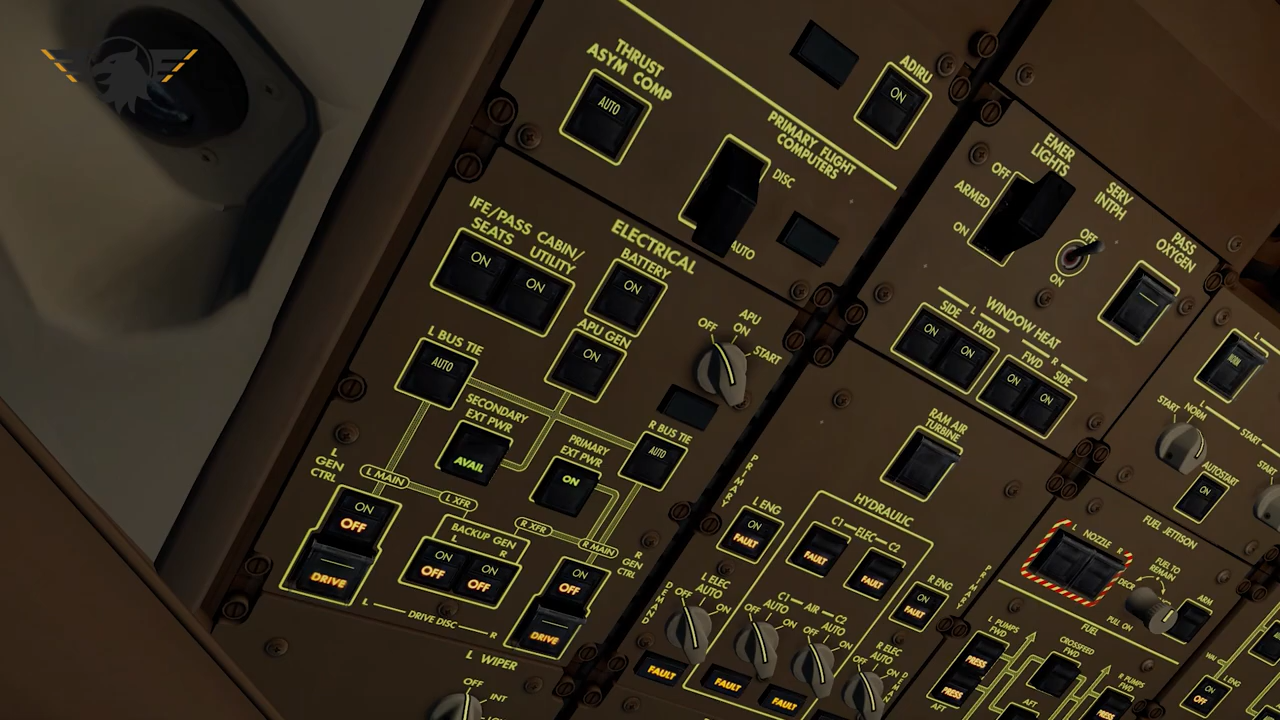 THRUST
ASYM COMP
AUTO
ADIRU
ON
PRIMARY FLIGHT
COMPUTERS
DISC
AUTO
IFE/PASS
SEATS
CABIN/
UTILITY
ON
ON
ELECTRICAL
BATTERY
ON
APU GEN
ON
OFF
APU
ON
START
L BUS TIE
AUTO
SECONDARY
EXT PWR
AVAIL
PRIMARY
EXT PWR
ON
R BUS TIE
AUTO
L
GEN
CTRL
L MAIN
L XFR
R XFR
R MAIN
ON
OFF
DRIVE
BACKUP GEN
L
R
ON
OFF
ON
OFF
R
GEN
CTRL
ON
OFF
DRIVE
L
DRIVE DISC
R
L WIPER
OFF
INT
EMER
LIGHTS
OFF
ARMED
ON
SERV
INTPH
OFF
ON
PASS
OXYGEN
WINDOW HEAT
L
SIDE
FWD
ON
ON
R
FWD
SIDE
ON
ON
RAM AIR
TURBINE
HYDRAULIC
PRIMARY
L ENG
ON
FAULT
C1
ELEC
C2
FAULT
FAULT
R ENG
ON
FAULT
PRIMARY
DEMAND
L ELEC
AUTO
OFF
ON
C1
AIR
C2
OFF
AUTO
ON
OFF
AUTO
ON
R ELEC
AUTO
OFF
ON
FAULT
FAULT
FAULT
L
NORM
L
START
START
NORM
START
AUTOSTART
ON
FUEL JETTISON
L
NOZZLE
R
FUEL TO
REMAIN
DECR
PULL ON
ARM
FUEL
L PUMPS
FWD
PRESS
PRESS
AFT
CROSSFEED
FWD
AFT
R PUMPS
FWD
PRESS
L ENG
ON
OFF